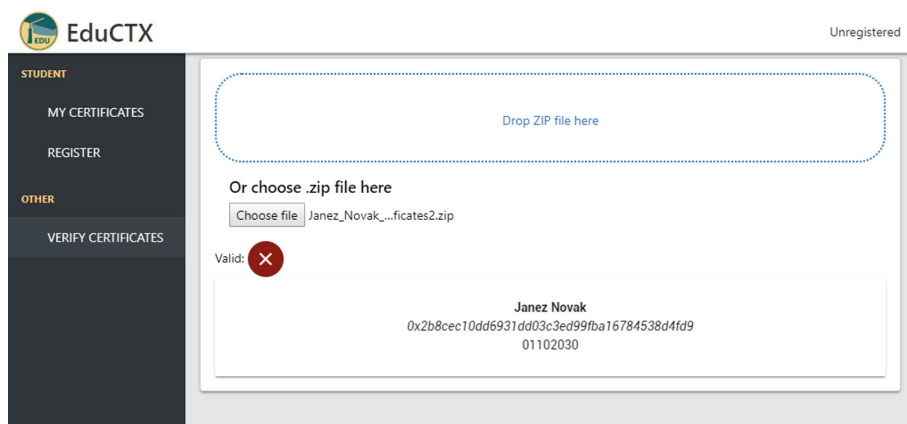 EDU
EduCTX
Unregistered
STUDENT
MY CERTIFICATES
REGISTER
OTHER
VERIFY CERTIFICATES
Drop ZIP file here
Or choose .zip file here
Choose file Janez_Novak_...ficates2.zip
Valid:
Janez Novak
0x2b8cec10dd6931dd03c3ed99fba16784538d4fd9
01102030